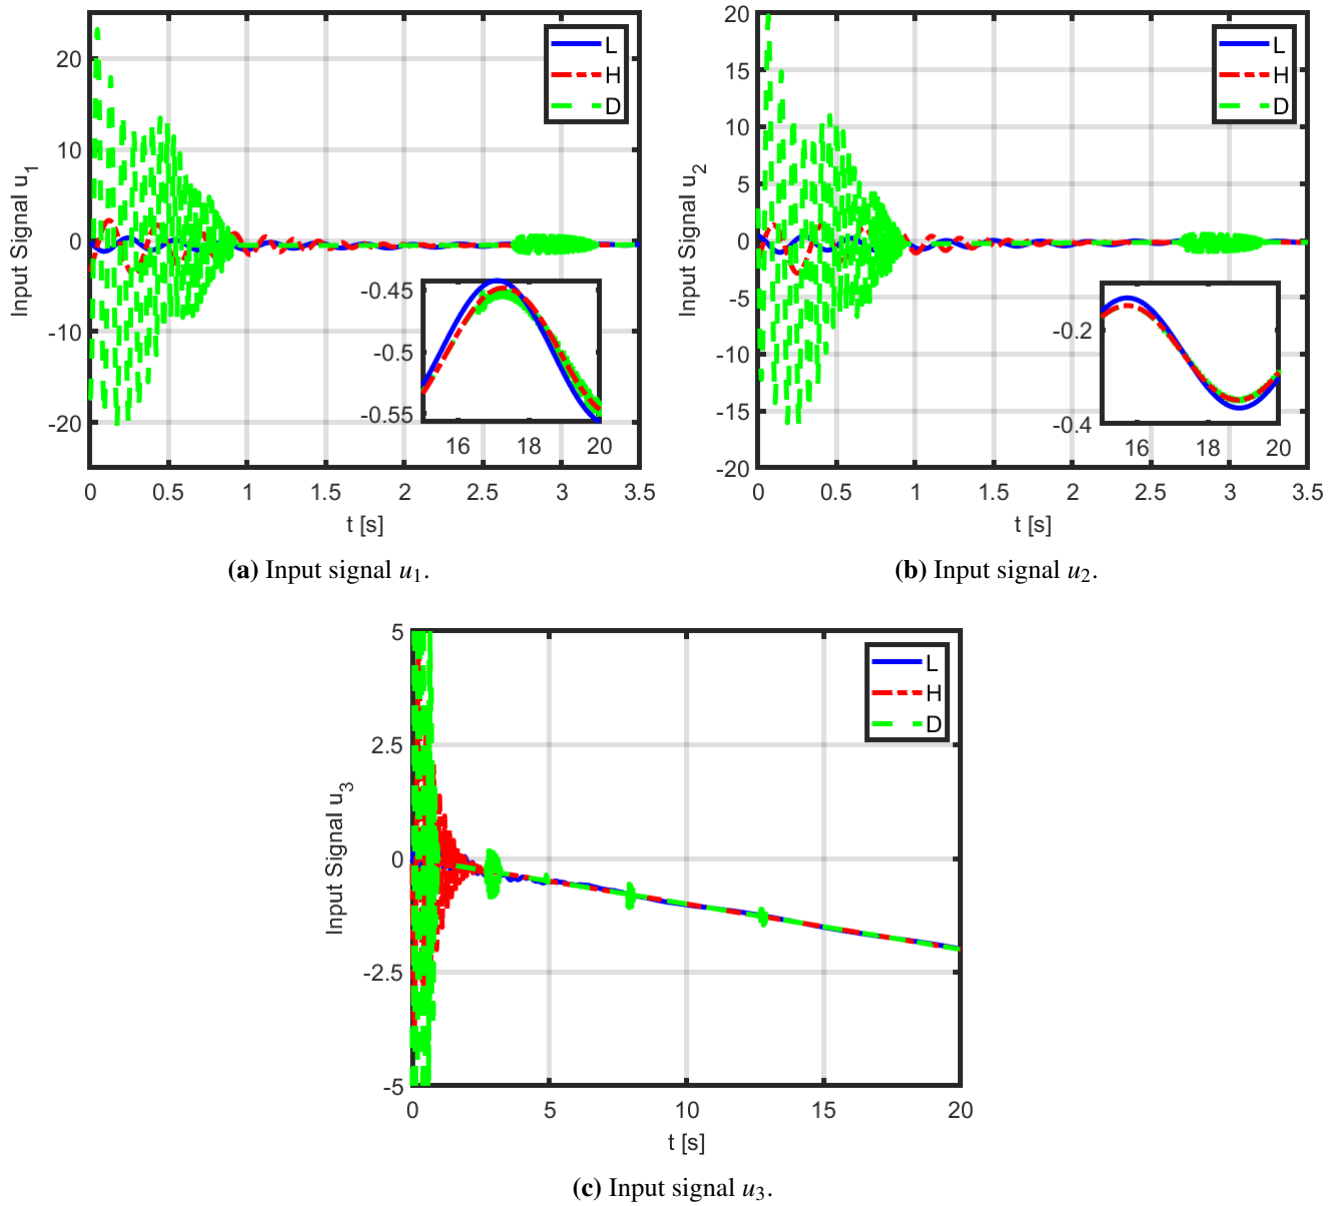 20
10
0
-10
-20
Input Signal u1
L
H
D
-0.45
-0.5
-0.55
16 18 20
0 0.5 1 1.5 2 2.5 3 3.5
t [s]
(a) Input signal u1.
20
15
10
5
0
-5
-10
-15
-20
Input Signal u2
L
H
D
-0.2
-0.4
16 18 20
0 0.5 1 1.5 2 2.5 3 3.5
t [s]
(b) Input signal u2.
5
2.5
0
-2.5
-5
Input Signal u3
L
H
D
0 5 10 15 20
t [s]
(c) Input signal u3.